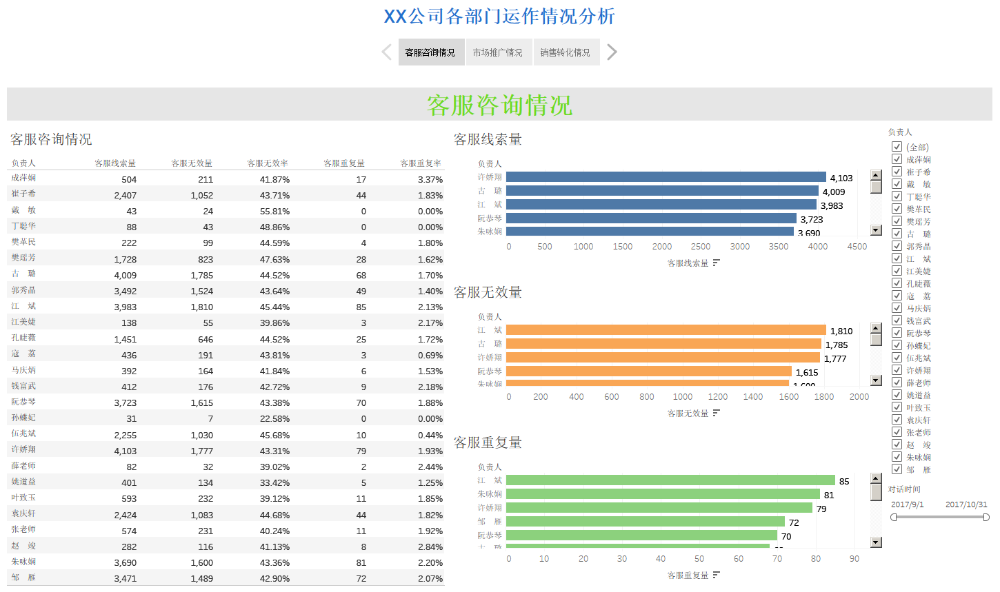 XX公司各部门运作情况分析
客服咨询情况 市场推广情况 销售转化情况
客服咨询情况
客服咨询情况
负责人 客服线索量 客服无效量 客服无效率 客服重复量 客服重复率
成萍娴 504 211 41.87% 17 3.37%
崔子希 2,407 1,052 43.71% 44 1.83%
戴 敏 43 24 55.81% 0 0.00%
丁聪华 88 43 48.86% 0 0.00%
樊革民 222 99 44.59% 4 1.80%
樊瑶芳 1,728 823 47.63% 28 1.62%
古 璐 4,009 1,785 44.52% 68 1.70%
郭秀晶 3,492 1,524 43.64% 49 1.40%
江 斌 3,983 1,810 45.44% 85 2.13%
江美婕 138 55 39.86% 3 2.17%
孔睫薇 1,451 646 44.52% 25 1.72%
寇 荔 436 191 43.81% 3 0.69%
马庆炳 392 164 41.84% 6 1.53%
钱富武 412 176 42.72% 9 2.18%
阮恭琴 3,723 1,615 43.38% 70 1.88%
孙蝶妃 31 7 22.58% 0 0.00%
伍兆斌 2,255 1,030 45.68% 10 0.44%
许娇翔 4,103 1,777 43.31% 79 1.93%
薛老师 82 32 39.02% 2 2.44%
姚道益 401 134 33.42% 5 1.25%
叶致玉 593 232 39.12% 11 1.85%
袁庆轩 2,424 1,083 44.68% 44 1.82%
张老师 574 231 40.24% 11 1.92%
赵 竣 282 116 41.13% 8 2.84%
朱咏娴 3,690 1,600 43.36% 81 2.20%
邹 雁 3,471 1,489 42.90% 72 2.07%
客服线索量
负责人
许娇翔 4,103
古 璐 4,009
江 斌 3,983
阮恭琴 3,723
朱咏娴 3,690
0 500 1000 1500 2000 2500 3000 3500 4000 4500
客服线索量
客服无效量
负责人
江 斌 1,810
古 璐 1,785
许娇翔 1,777
阮恭琴 1,615
朱咏娴 1,600
0 200 400 600 800 1000 1200 1400 1600 1800 2000
客服无效量
客服重复量
负责人
江 斌 85
朱咏娴 81
许娇翔 79
邹 雁 72
阮恭琴 70
古 璐
0 10 20 30 40 50 60 70 80 90
客服重复量
负责人
(全部)
成萍娴
崔子希
戴 敏
丁聪华
樊革民
樊瑶芳
古 璐
郭秀晶
江 斌
江美婕
孔睫薇
寇 荔
马庆炳
钱富武
阮恭琴
孙蝶妃
伍兆斌
许娇翔
薛老师
姚道益
叶致玉
袁庆轩
张老师
赵 竣
朱咏娴
邹 雁
对话时间
2017/9/1 2017/10/31